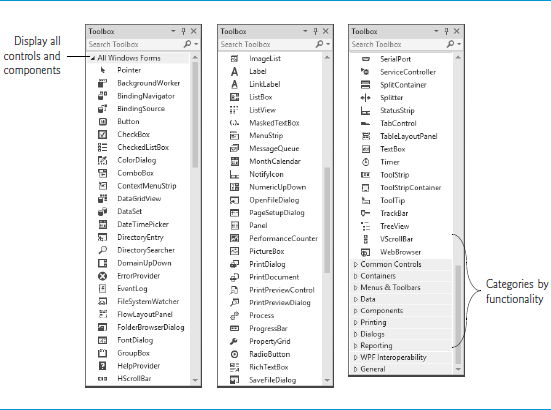 Display all
controls and
components
Toolbox
Search Toolbox
All Windows Forms
Pointer
BackgroundWorker
BindingNavigator
BindingSource
Button
CheckBox
CheckedListBox
ColorDialog
ComboBox
ContextMenuStrip
DataGridView
DataSet
DateTimePicker
DirectoryEntry
DirectorySearcher
DomainUpDown
ErrorProvider
EventLog
FileSystemWatcher
FlowLayoutPanel
FolderBrowserDialog
FontDialog
GroupBox
HelpProvider
HScrollBar
Toolbox
Search Toolbox
ImageList
Label
LinkLabel
ListBox
ListView
MaskedTextBox
MenuStrip
MessageQueue
MonthCalendar
NotifyIcon
NumericUpDown
OpenFileDialog
PageSetupDialog
Panel
PerformanceCounter
PictureBox
PrintDialog
PrintDocument
PrintPreviewControl
PrintPreviewDialog
Process
ProgressBar
PropertyGrid
RadioButton
RichTextBox
SaveFileDialog
Toolbox
Search Toolbox
SerialPort
ServiceController
SplitContainer
Splitter
StatusStrip
TabControl
TableLayoutPanel
TextBox
Timer
ToolStrip
ToolStripContainer
ToolTip
TrackBar
TreeView
VScrollBar
WebBrowser
Common Controls
Containers
Menus & Toolbars
Data
Components
Printing
Dialogs
Reporting
WPF Interoperability
General
Categories by
functionality